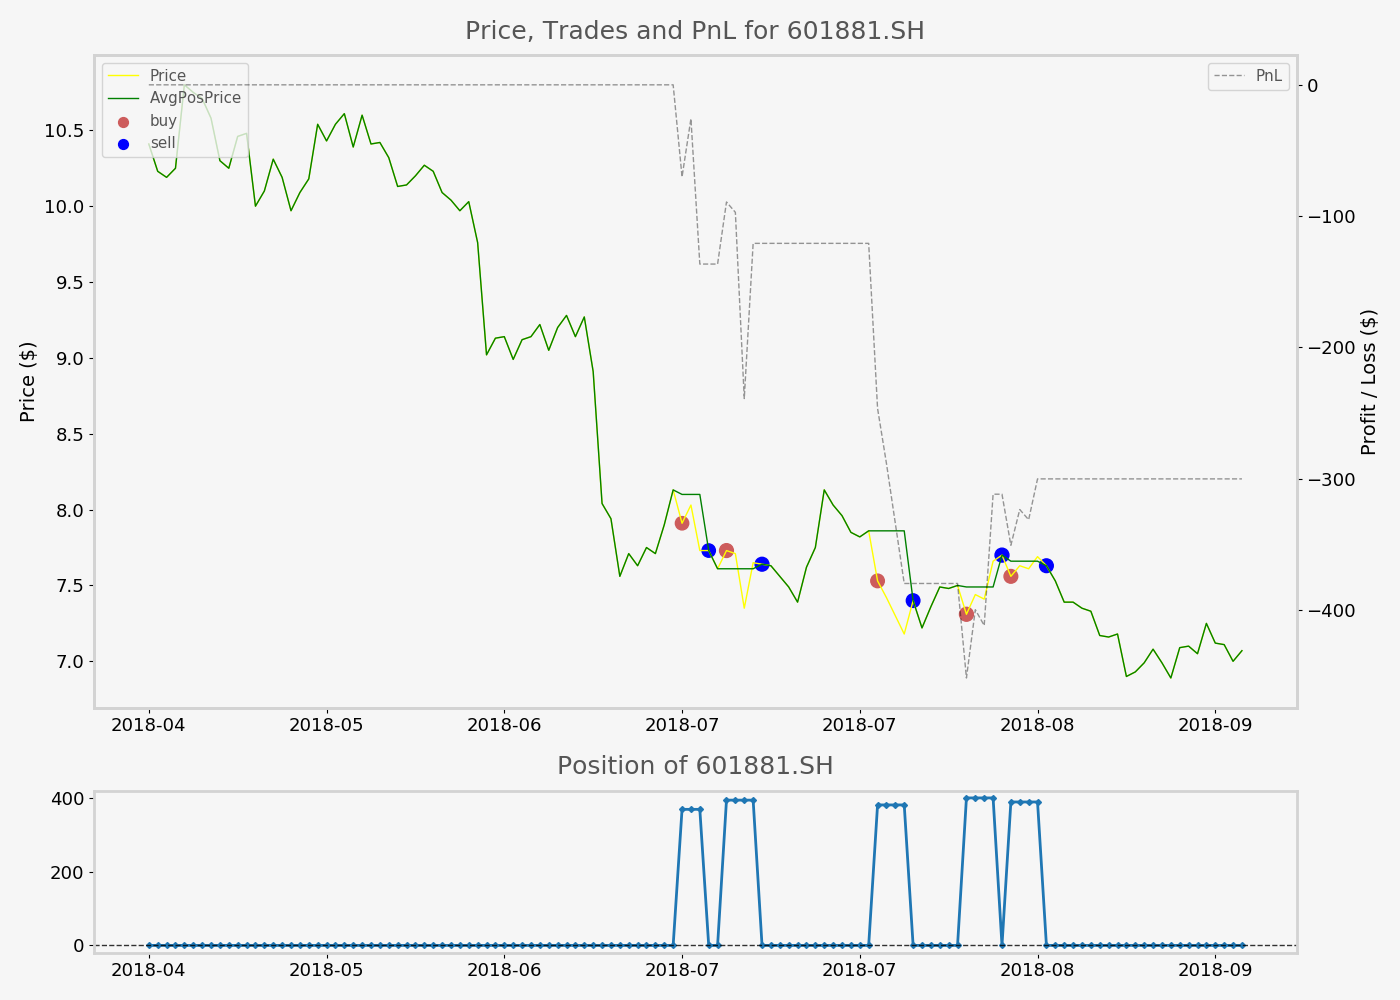 Price, Trades and PnL for 601881.SH
Price
AvgPosPrice
buy
sell
PnL
Price ($)
10.5
10.0
9.5
9.0
8.5
8.0
7.5
7.0
0
−100
−200
−300
−400
Profit / Loss ($)
2018-04 2018-05 2018-06 2018-07 2018-07 2018-08 2018-09
Position of 601881.SH
400
200
0
2018-04 2018-05 2018-06 2018-07 2018-07 2018-08 2018-09